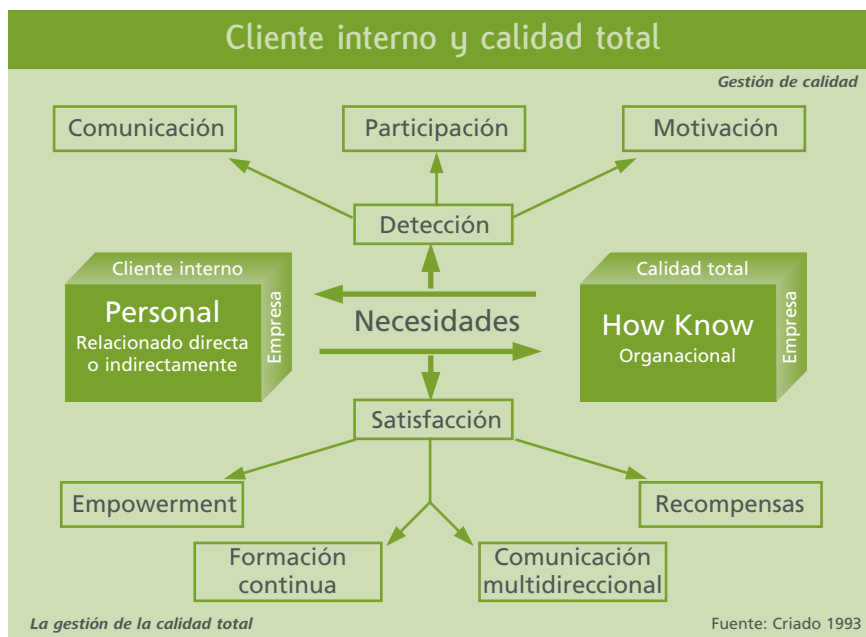 Cliente interno y calidad total
Gestión de calidad
Comunicación
Participación
Motivación
Detección
Cliente interno
Personal
Relacionado directa
o indirectamente
Empresa
Necesidades
Calidad total
How Know
Organacional
Empresa
Satisfacción
Empowerment
Recompensas
Formación
continua
Comunicación
multidireccional
La gestión de la calidad total
Fuente: Criado 1993